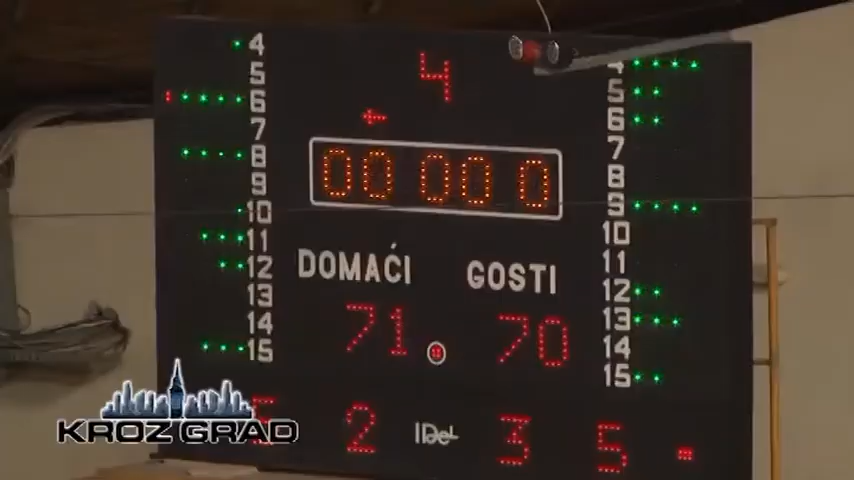 4 4 4
5 5
6 6
7 7
8 00 00 0 8
9 9
10 10
11 11
12 DOMAĆI GOSTI 12
13 13
14 71 70 14
15 15
5 2 IDeL 3 5
KROZ GRAD